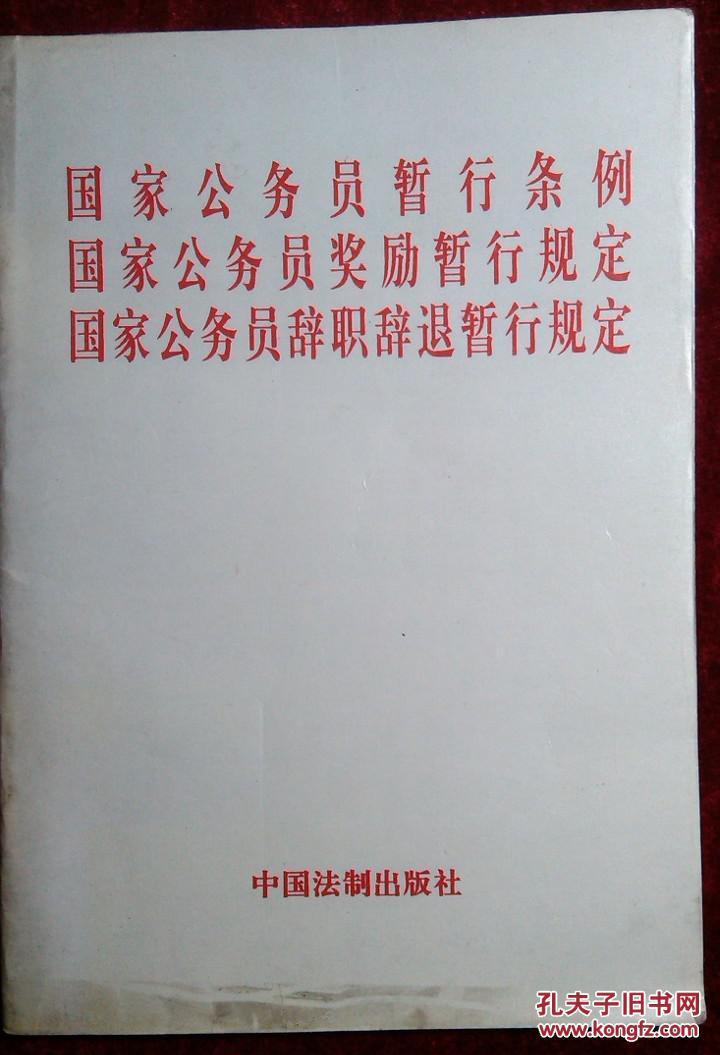 国家公务员暂行条例
国家公务员奖励暂行规定
国家公务员辞职辞退暂行规定
中国法制出版社
孔夫子旧书网
www.kongfz.com